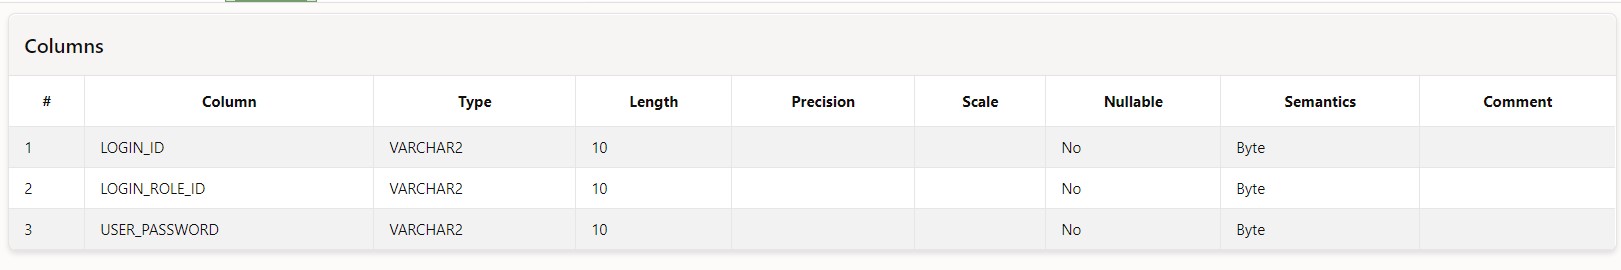 Columns
# Column Type Length Precision Scale Nullable Semantics Comment
1 LOGIN_ID VARCHAR2 10 No Byte
2 LOGIN_ROLE_ID VARCHAR2 10 No Byte
3 USER_PASSWORD VARCHAR2 10 No Byte